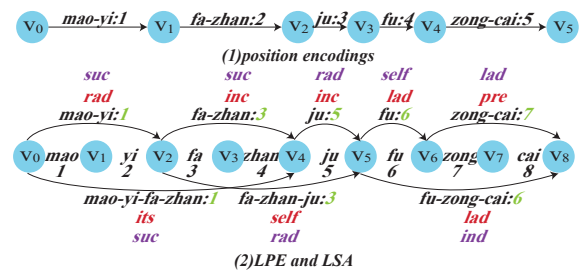 mao-yi:1 fa-zhan:2 ju:3 fu:4 zong-cai:5
V0 V1 V2 V3 V4 V5
(1)position encodings
suc suc rad self lad
rad inc inc lad pre
mao-yi:1 fa-zhan:3 ju:5 fu:6 zong-cai:7
V0 mao V1 yi V2 fa V3 zhan V4 ju V5 fu V6 zong V7 cai V8
1 2 3 4 5 6 7 8
mao-yi-fa-zhan:1 fa-zhan-ju:3 fu-zong-cai:6
its self lad
suc rad ind
(2)LPE and LSA